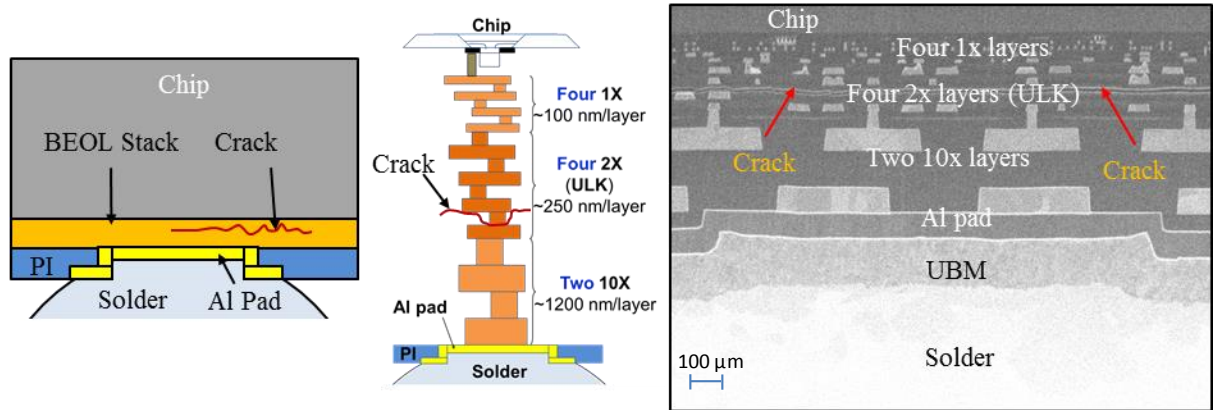 Chip
BEOL Stack
Crack
PI
Solder
Al Pad
Chip
Four 1X
~100 nm/layer
Four 2X
(ULK)
~250 nm/layer
Crack
Two 10X
~1200 nm/layer
Al pad
PI
Solder
Chip
Four 1x layers
Four 2x layers (ULK)
Crack
Crack
Two 10x layers
Al pad
UBM
Solder
100 µm